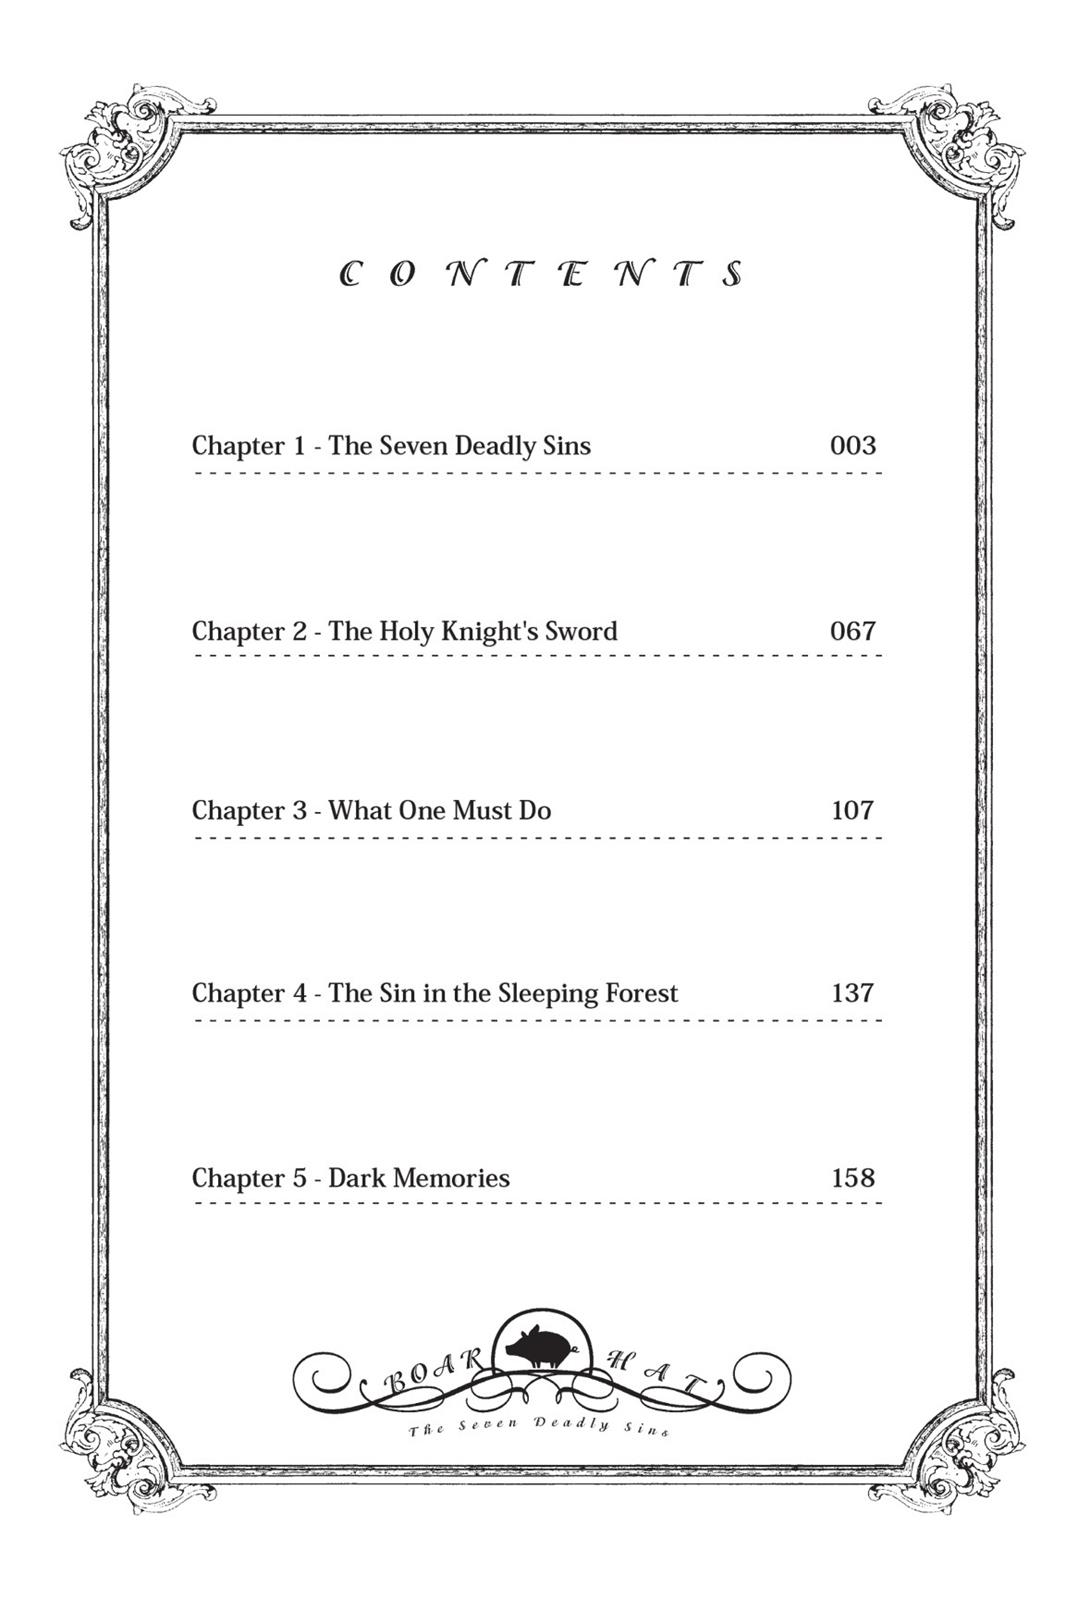 CONTENTS
Chapter 1 - The Seven Deadly Sins 003
Chapter 2 - The Holy Knight's Sword 067
Chapter 3 - What One Must Do 107
Chapter 4 - The Sin in the Sleeping Forest 137
Chapter 5 - Dark Memories 158
BOAR HAT
The Seven Deadly Sins